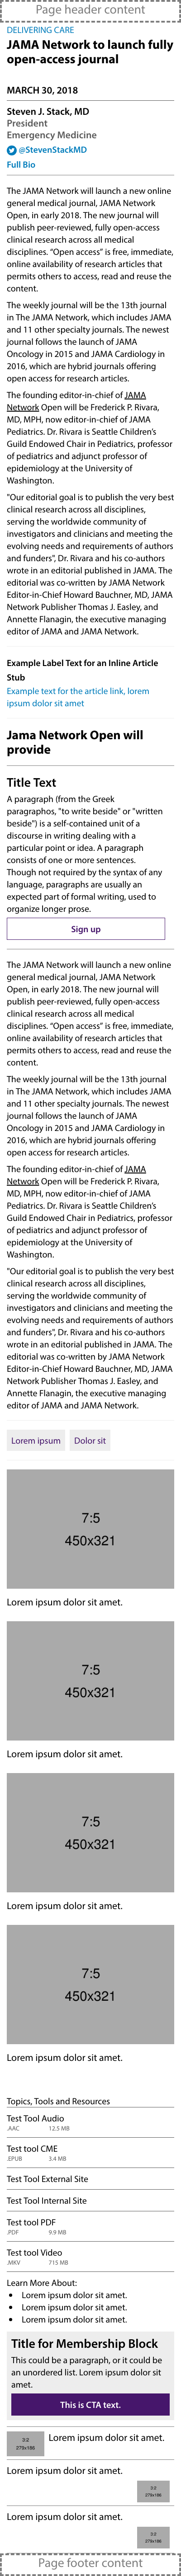 Page header content
DELIVERING CARE
JAMA Network to launch fully
open-access journal
MARCH 30, 2018
Steven J. Stack, MD
President
Emergency Medicine
@StevenStackMD
Full Bio
The JAMA Network will launch a new online
general medical journal, JAMA Network
Open, in early 2018. The new journal will
publish peer-reviewed, fully open-access
clinical research across all medical
disciplines. “Open access” is free, immediate,
online availability of research articles that
permits others to access, read and reuse the
content.
The weekly journal will be the 13th journal
in The JAMA Network, which includes JAMA
and 11 other specialty journals. The newest
journal follows the launch of JAMA
Oncology in 2015 and JAMA Cardiology in
2016, which are hybrid journals offering
open access for research articles.
The founding editor-in-chief of JAMA
Network Open will be Frederick P. Rivara,
MD, MPH, now editor-in-chief of JAMA
Pediatrics. Dr. Rivara is Seattle Children’s
Guild Endowed Chair in Pediatrics, professor
of pediatrics and adjunct professor of
epidemiology at the University of
Washington.
"Our editorial goal is to publish the very best
clinical research across all disciplines,
serving the worldwide community of
investigators and clinicians and meeting the
evolving needs and requirements of authors
and funders”, Dr. Rivara and his co-authors
wrote in an editorial published in JAMA. The
editorial was co-written by JAMA Network
Editor-in-Chief Howard Bauchner, MD, JAMA
Network Publisher Thomas J. Easley, and
Annette Flanagin, the executive managing
editor of JAMA and JAMA Network.
Example Label Text for an Inline Article
Stub
Example text for the article link, lorem
ipsum dolor sit amet
Jama Network Open will
provide
Title Text
A paragraph (from the Greek
paragraphos, "to write beside" or "written
beside") is a self-contained unit of a
discourse in writing dealing with a
particular point or idea. A paragraph
consists of one or more sentences.
Though not required by the syntax of any
language, paragraphs are usually an
expected part of formal writing, used to
organize longer prose.
Sign up
The JAMA Network will launch a new online
general medical journal, JAMA Network
Open, in early 2018. The new journal will
publish peer-reviewed, fully open-access
clinical research across all medical
disciplines. “Open access” is free, immediate,
online availability of research articles that
permits others to access, read and reuse the
content.
The weekly journal will be the 13th journal
in The JAMA Network, which includes JAMA
and 11 other specialty journals. The newest
journal follows the launch of JAMA
Oncology in 2015 and JAMA Cardiology in
2016, which are hybrid journals offering
open access for research articles.
The founding editor-in-chief of JAMA
Network Open will be Frederick P. Rivara,
MD, MPH, now editor-in-chief of JAMA
Pediatrics. Dr. Rivara is Seattle Children’s
Guild Endowed Chair in Pediatrics, professor
of pediatrics and adjunct professor of
epidemiology at the University of
Washington.
"Our editorial goal is to publish the very best
clinical research across all disciplines,
serving the worldwide community of
investigators and clinicians and meeting the
evolving needs and requirements of authors
and funders”, Dr. Rivara and his co-authors
wrote in an editorial published in JAMA. The
editorial was co-written by JAMA Network
Editor-in-Chief Howard Bauchner, MD, JAMA
Network Publisher Thomas J. Easley, and
Annette Flanagin, the executive managing
editor of JAMA and JAMA Network.
Lorem ipsum Dolor sit
7:5
450x321
Lorem ipsum dolor sit amet.
7:5
450x321
Lorem ipsum dolor sit amet.
7:5
450x321
Lorem ipsum dolor sit amet.
7:5
450x321
Lorem ipsum dolor sit amet.
Topics, Tools and Resources
Test Tool Audio
.AAC 12.5 MB
Test tool CME
.EPUB 3.4 MB
Test Tool External Site
Test Tool Internal Site
Test tool PDF
.PDF 9.9 MB
Test tool Video
.MKV 715 MB
Learn More About:
• Lorem ipsum dolor sit amet.
• Lorem ipsum dolor sit amet.
• Lorem ipsum dolor sit amet.
Title for Membership Block
This could be a paragraph, or it could be
an unordered list. Lorem ipsum dolor sit
amet.
This is CTA text.
3:2
279x186
Lorem ipsum dolor sit amet.
Lorem ipsum dolor sit amet.
3:2
279x186
Lorem ipsum dolor sit amet.
3:2
279x186
Page footer content